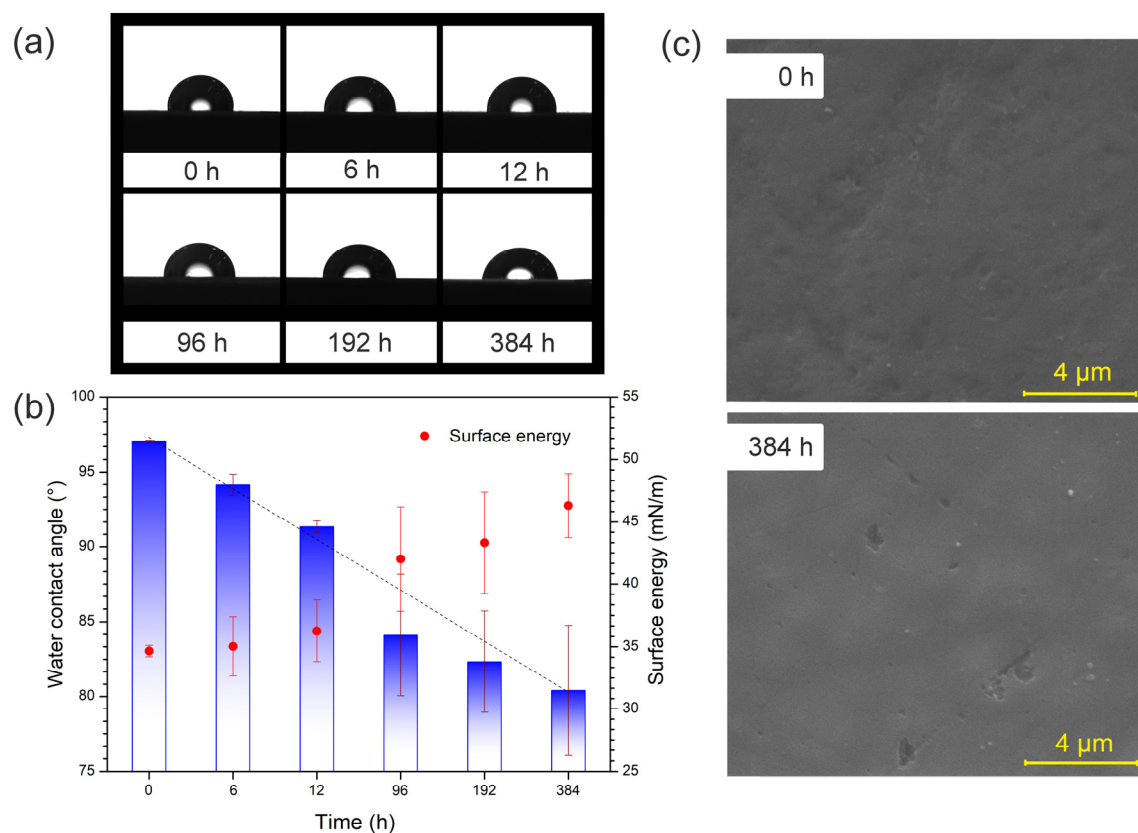 (a)
0 h
6 h
12 h
96 h
192 h
384 h
(b)
100
95
90
85
80
75
Water contact angle (°)
Surface energy
55
50
45
40
35
30
25
Surface energy (mN/m)
0
6
12
96
192
384
Time (h)
(c)
0 h
4 μm
384 h
4 μm